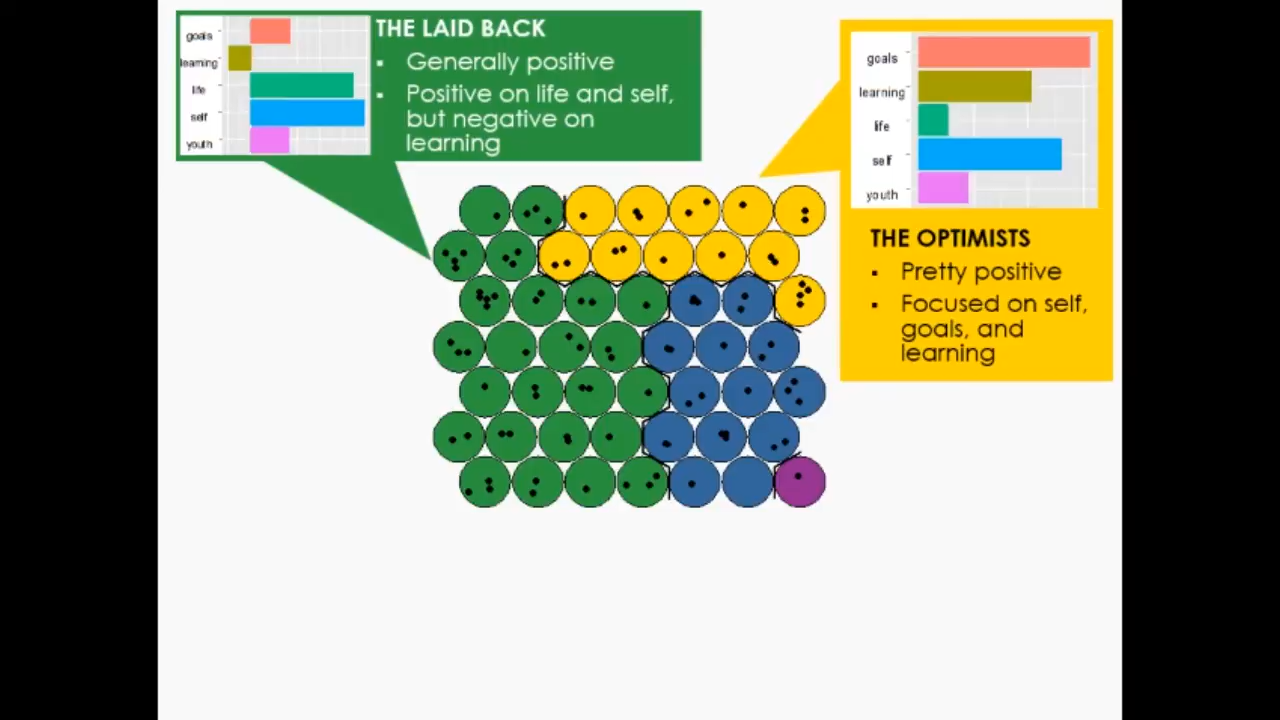 goals
learning
life
self
youth
THE LAID BACK
▪ Generally positive
▪ Positive on life and self,
but negative on
learning
goals
learning
life
self
youth
THE OPTIMISTS
▪ Pretty positive
▪ Focused on self,
goals, and
learning